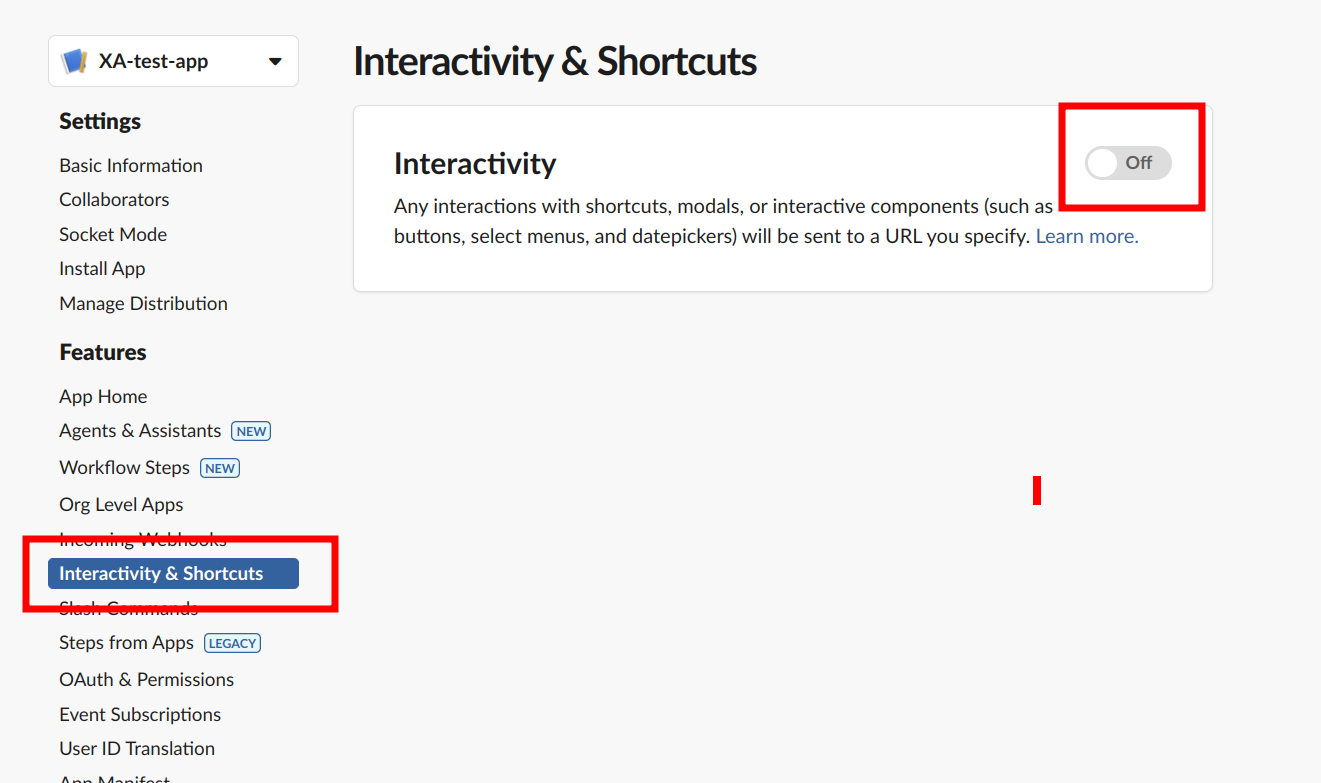 XA-test-app
Settings
Basic Information
Collaborators
Socket Mode
Install App
Manage Distribution
Features
App Home
Agents & Assistants NEW
Workflow Steps NEW
Org Level Apps
Incoming Webhooks
Interactivity & Shortcuts
Slash Commands
Steps from Apps LEGACY
OAuth & Permissions
Event Subscriptions
User ID Translation
App Manifest
Interactivity & Shortcuts
Interactivity
Off
Any interactions with shortcuts, modals, or interactive components (such as
buttons, select menus, and datepickers) will be sent to a URL you specify. Learn more.